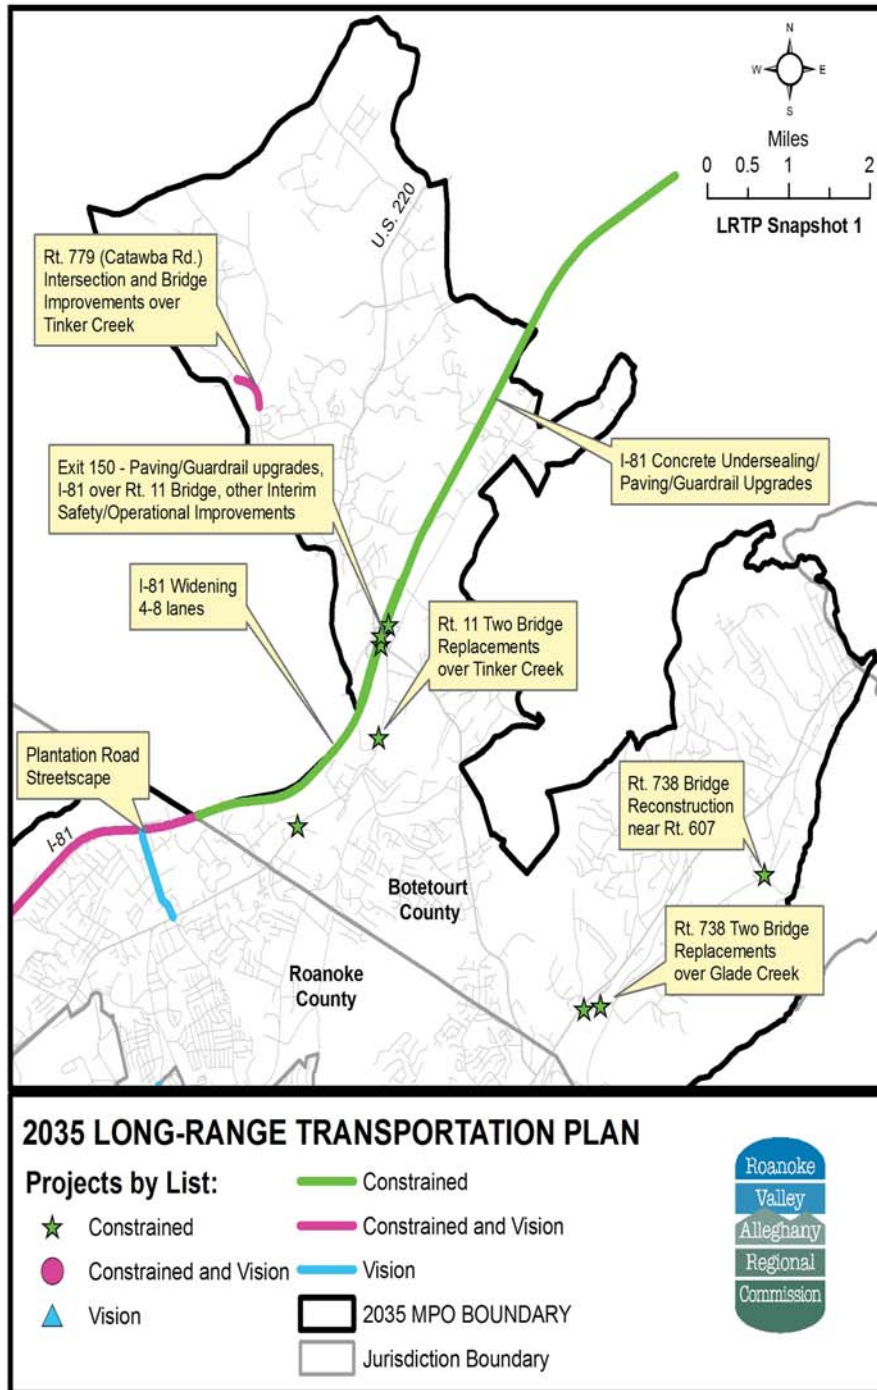 N
W E
S
Miles
0 0.5 1 2
LRTP Snapshot 1
U.S. 220
Rt. 779 (Catawba Rd.)
Intersection and Bridge
Improvements over
Tinker Creek
Exit 150 - Paving/Guardrail upgrades,
I-81 over Rt. 11 Bridge, other Interim
Safety/Operational Improvements
I-81 Concrete Undersealing/
Paving/Guardrail Upgrades
I-81 Widening
4-8 lanes
Rt. 11 Two Bridge
Replacements
over Tinker Creek
Plantation Road
Streetscape
I-81
Rt. 738 Bridge
Reconstruction
near Rt. 607
Botetourt
County
Roanoke
County
Rt. 738 Two Bridge
Replacements
over Glade Creek
2035 LONG-RANGE TRANSPORTATION PLAN
Projects by List:
Constrained
Constrained and Vision
Vision
Constrained
Constrained and Vision
Vision
2035 MPO BOUNDARY
Jurisdiction Boundary
Roanoke
Valley
Alleghany
Regional
Commission